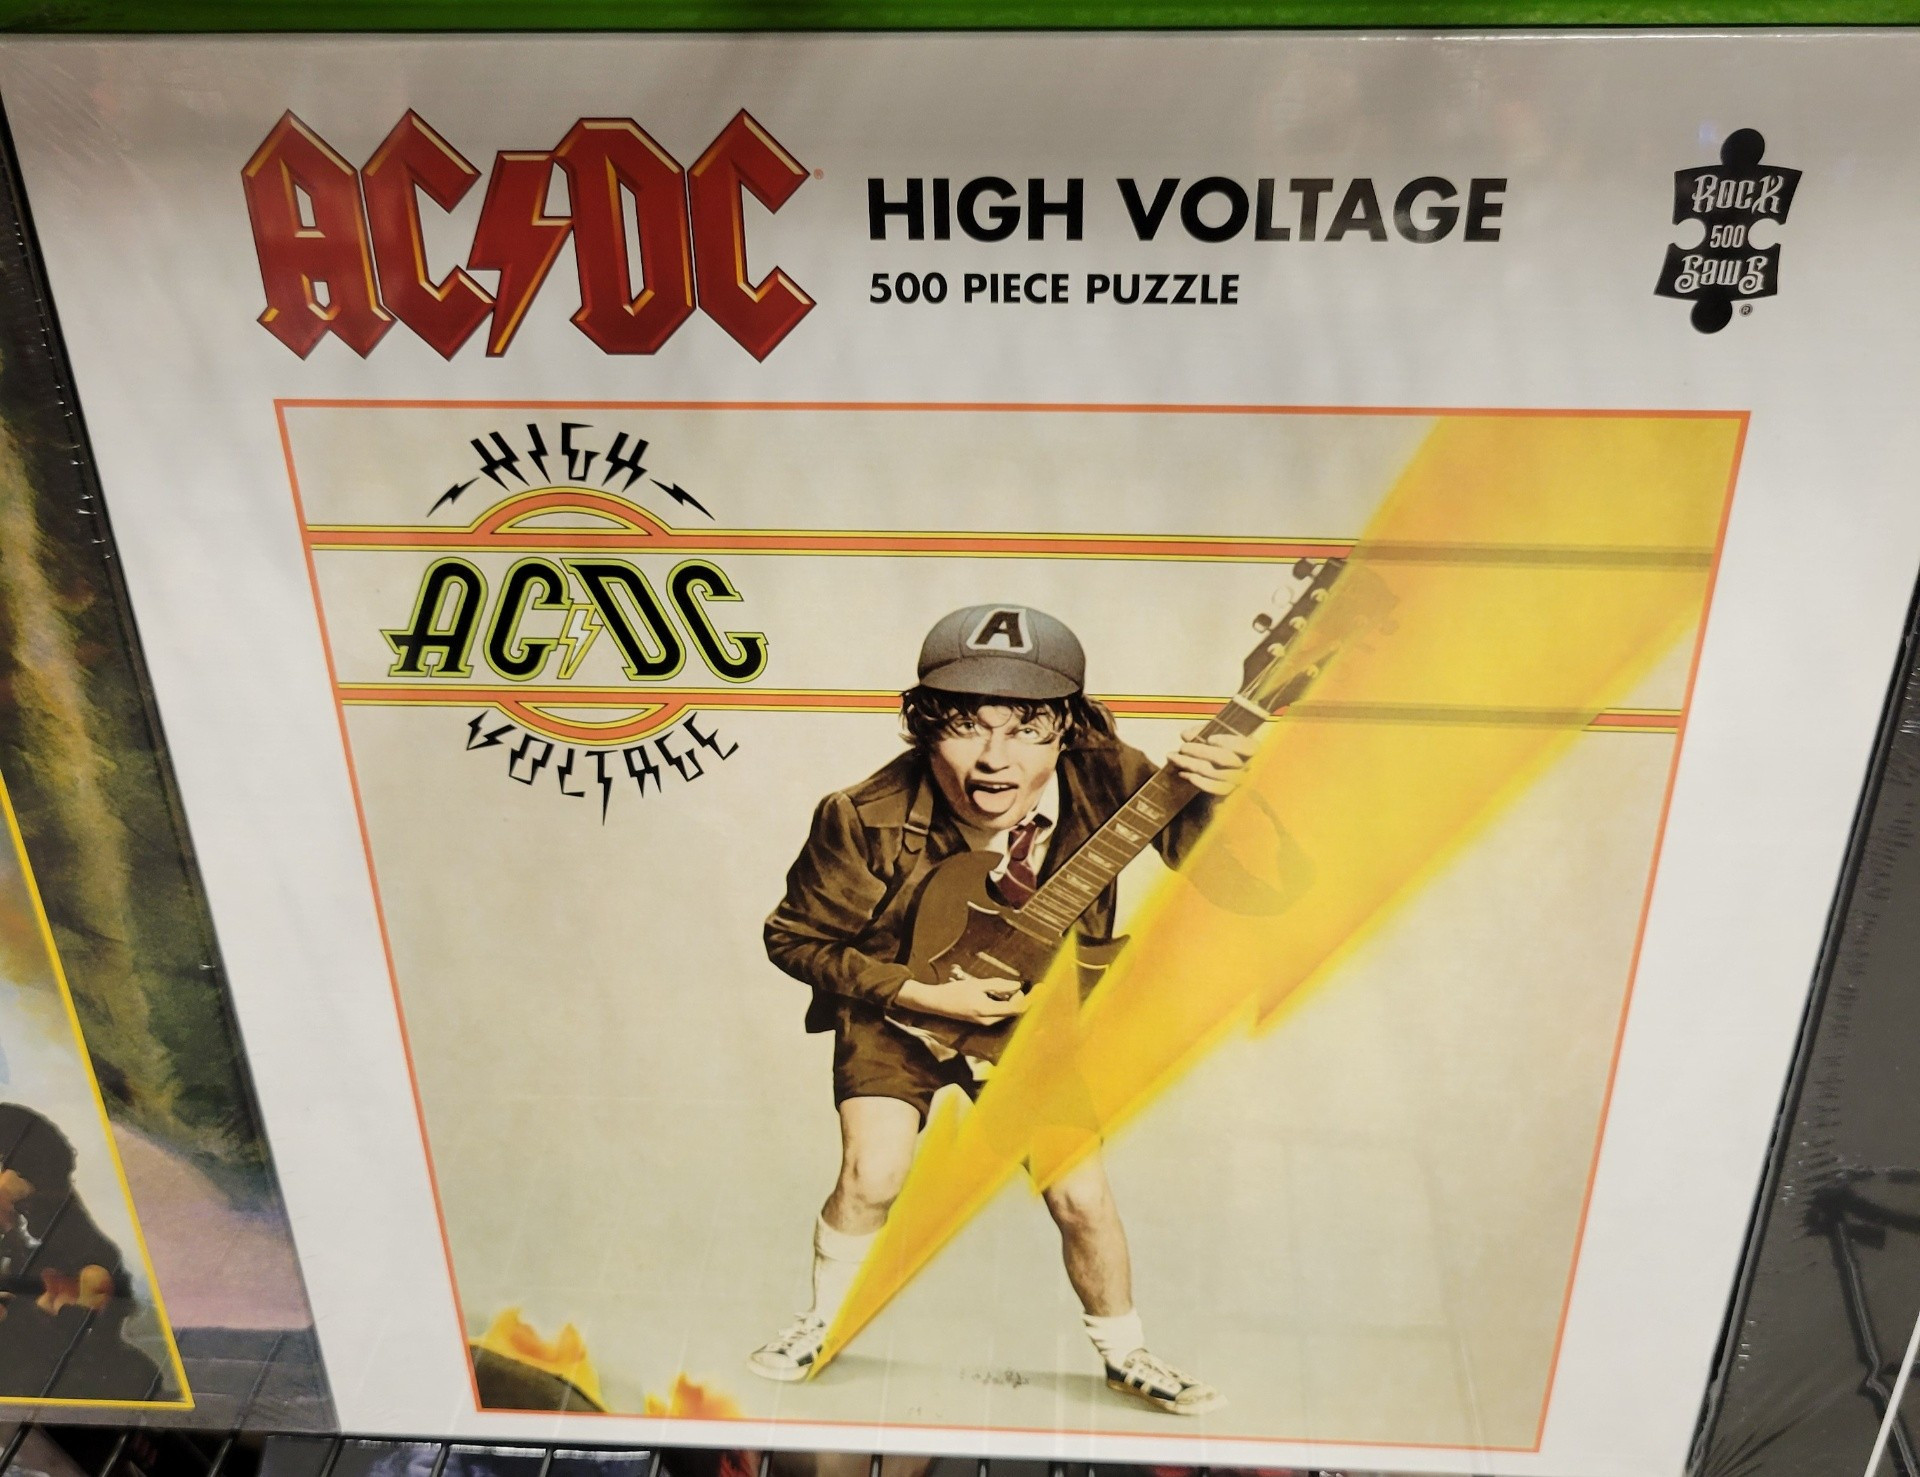 AC/DC®
HIGH VOLTAGE
500 PIECE PUZZLE
ROCK
500
SAWS
®
HIGH
AC/DC
VOLTAGE
A